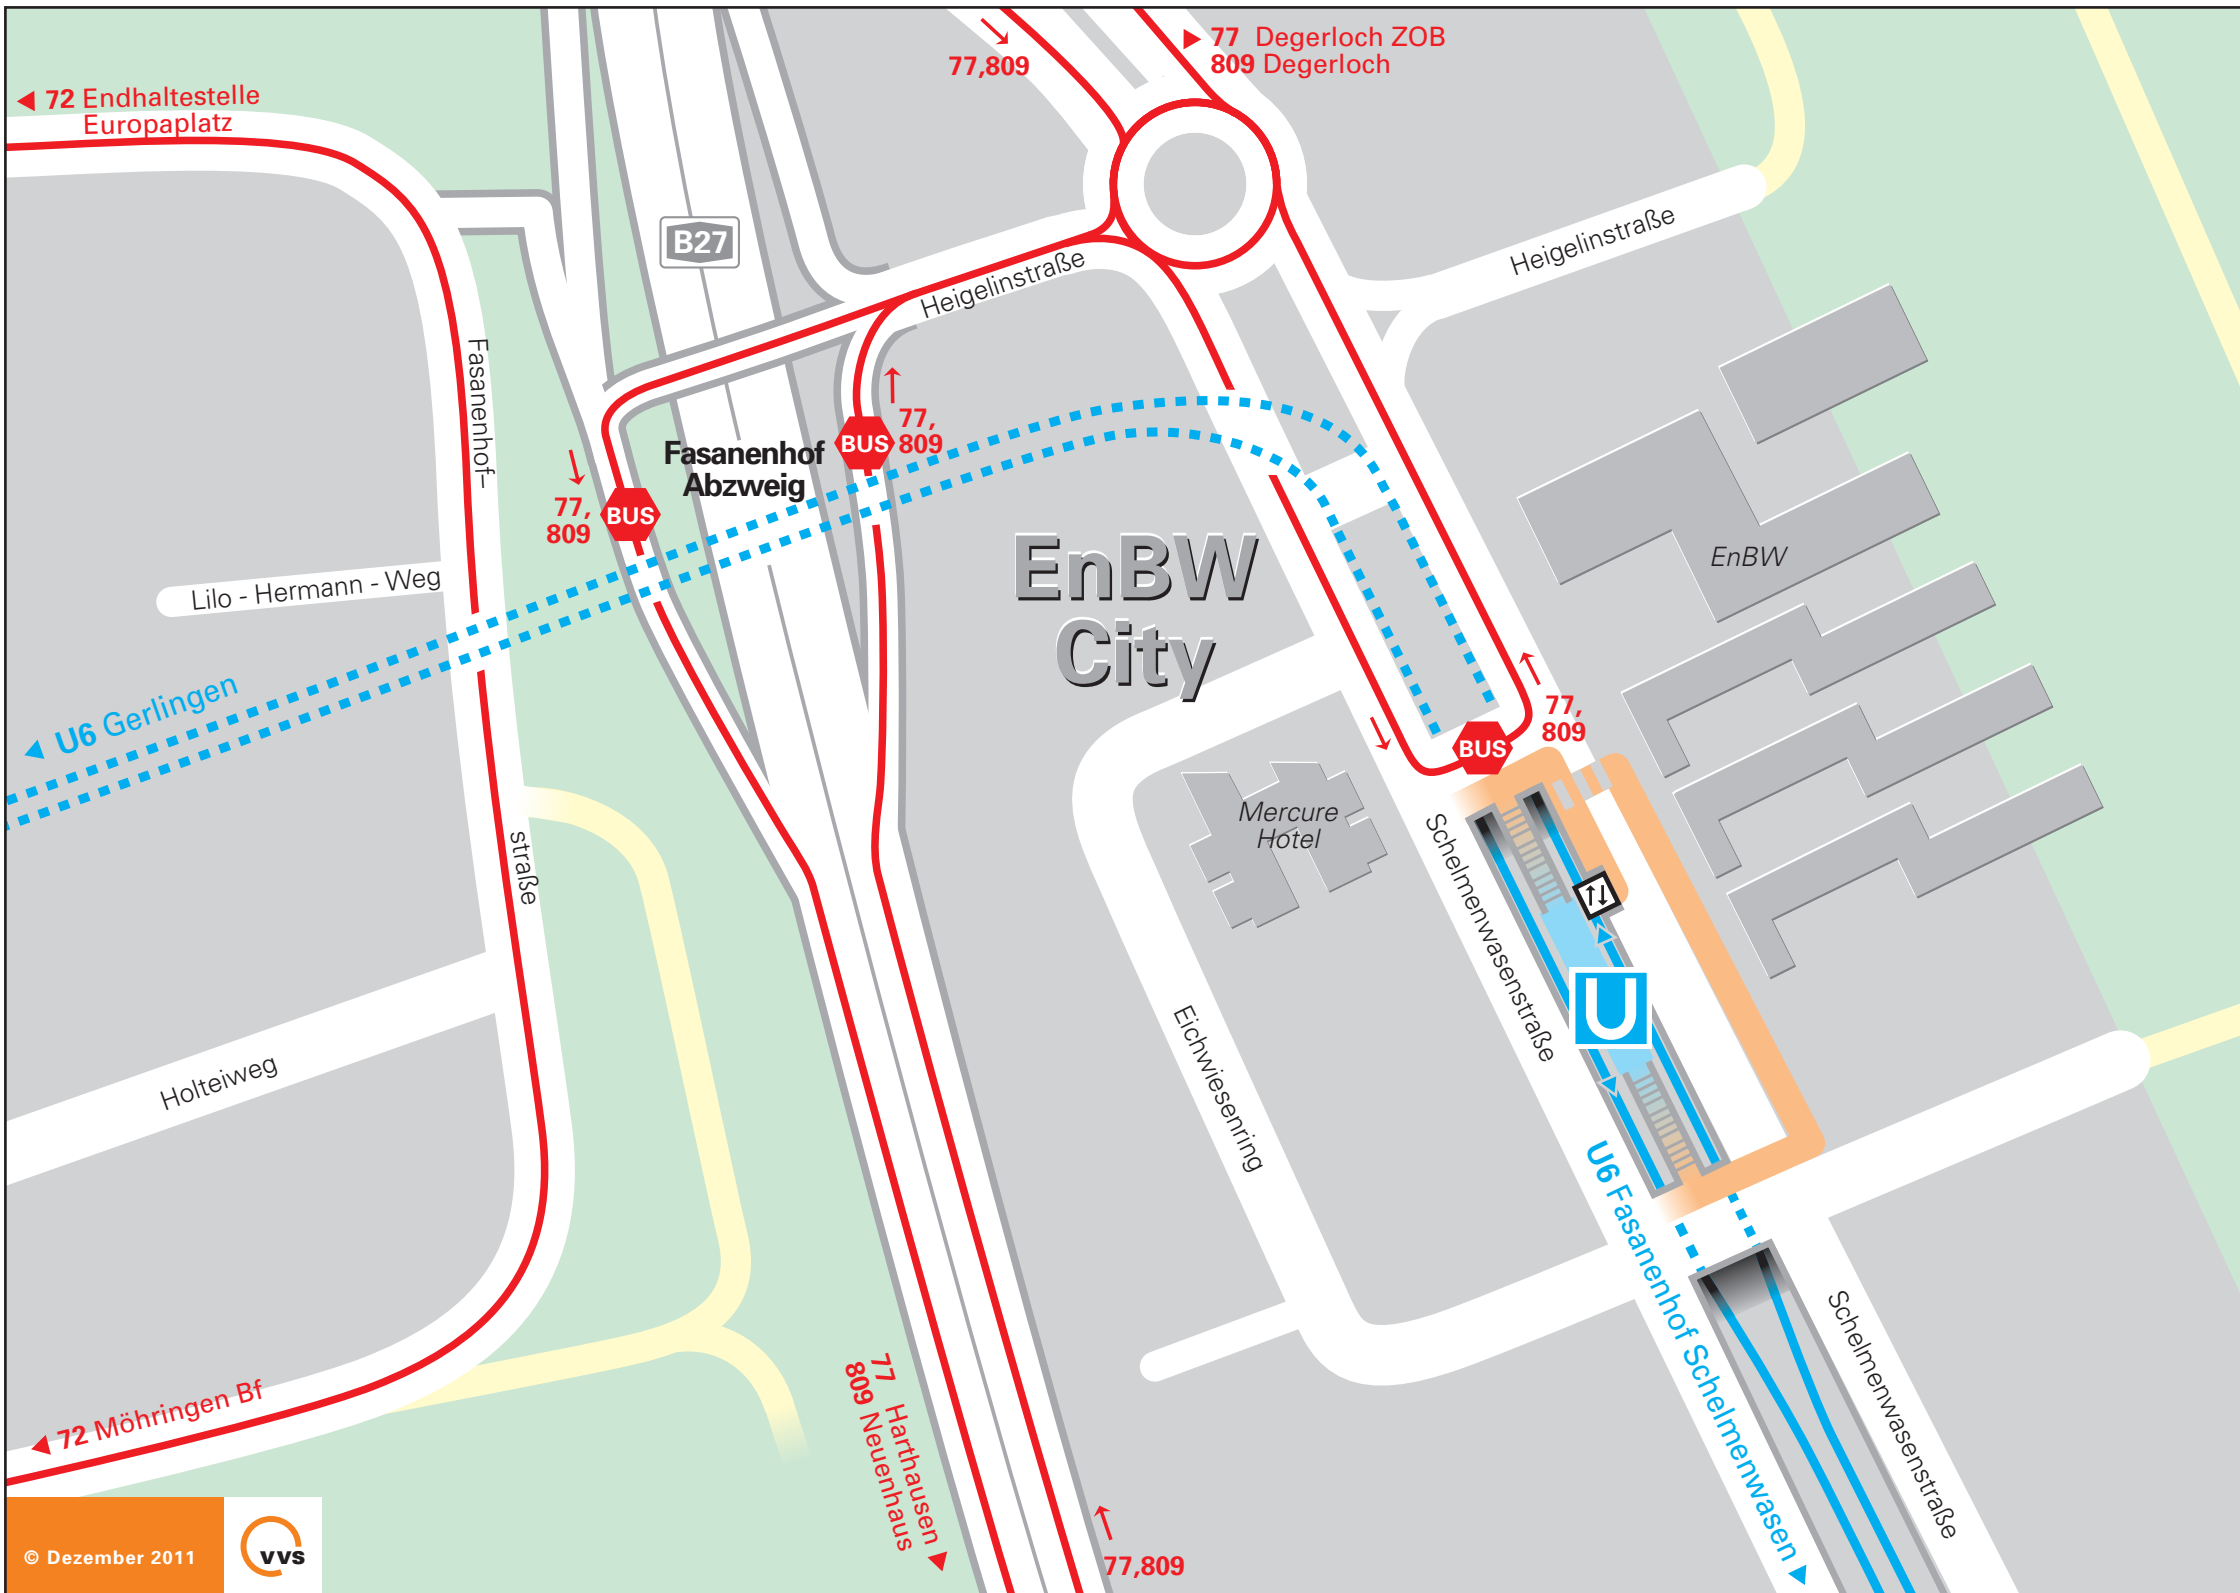 77 Degerloch ZOB
809 Degerloch
77,809
72 Endhaltestelle
Europaplatz
B27
Heigelinstraße
Heigelinstraße
Fasanenhof–
straße
77,
809
Fasanenhof
Abzweig
BUS
BUS
77,
809
EnBW
City
EnBW
Lilo - Hermann - Weg
U6 Gerlingen
77,
809
BUS
Mercure
Hotel
Schelmenwasenstraße
U
Eichwiesenring
Holteiweg
U6 Fasanenhof Schelmenwasen
Schelmenwasenstraße
72 Möhringen Bf
77 Harthausen
809 Neuenhaus
77,809
© Dezember 2011
vvs